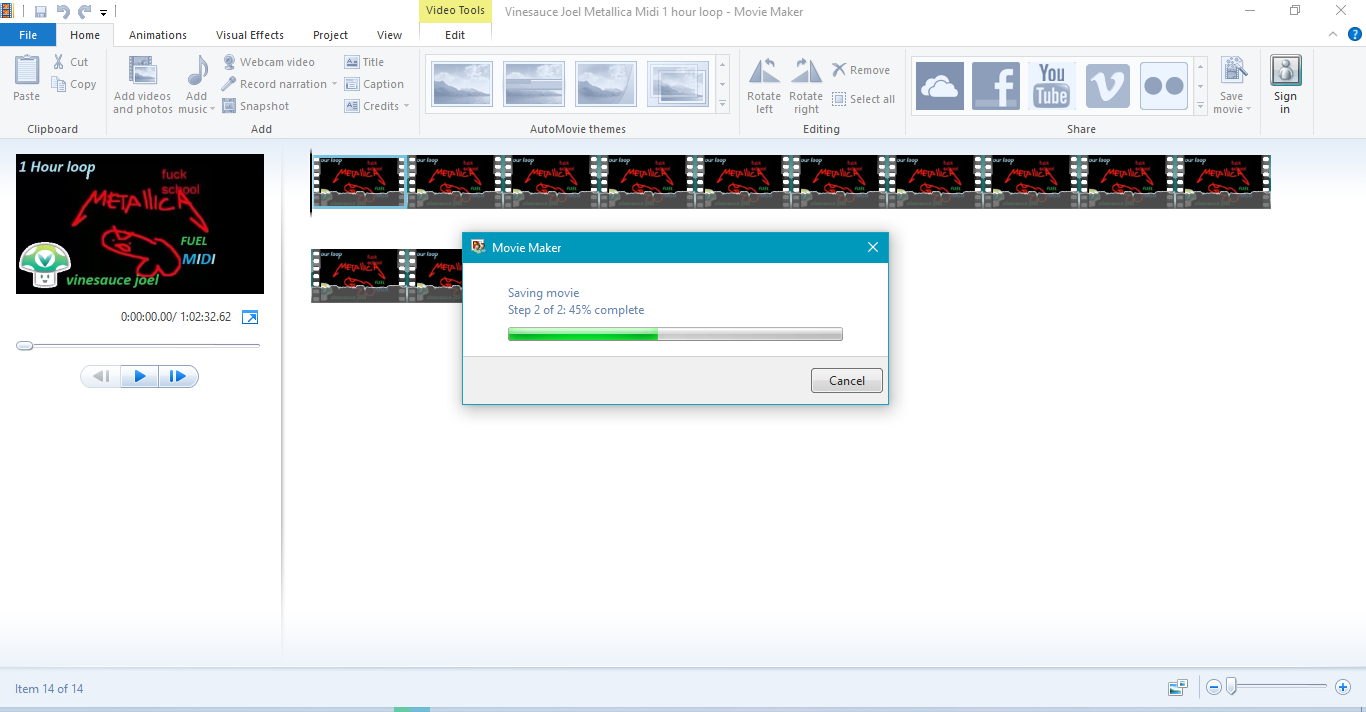 Video Tools
Vinesauce Joel Metallica Midi 1 hour loop - Movie Maker
File
Home
Animations
Visual Effects
Project
View
Edit
Paste
Cut
Copy
Clipboard
Add videos
and photos
Add
music
Webcam video
Record narration
Snapshot
Title
Caption
Credits
Add
AutoMovie themes
Rotate
left
Rotate
right
Remove
Select all
Editing
You
Tube
Share
Save
movie
Sign
in
1 Hour loop
fuck
school
METALLICA
FUEL
MIDI
vinesauce joel
0:00:00.00/ 1:02:32.62
Movie Maker
Saving movie
Step 2 of 2: 45% complete
Cancel
Item 14 of 14